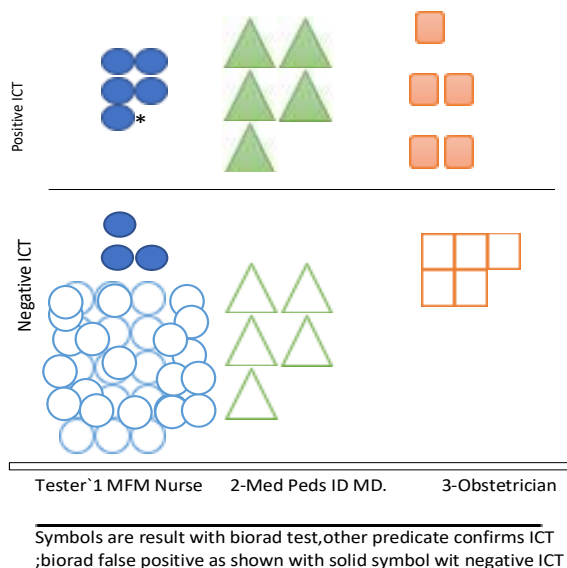 Positive ICT
*
Negative ICT
Tester`1 MFM Nurse 2-Med Peds ID MD. 3-Obstetrician
Symbols are result with biorad test,other predicate confirms ICT
;biorad false positive as shown with solid symbol wit negative ICT